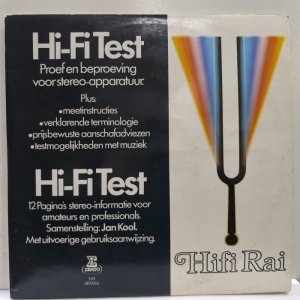 Hi-Fi Test
Proef en beproeving
voor stereo-apparatuur.
Plus:
•meetinstructies
•verklarende terminologie
•prijsbewuste aanschafadviezen
•testmogelijkheden met muziek
Hi-Fi Test
12 Pagina's stereo-informatie voor
amateurs en professionals.
Samenstelling: Jan Kool.
Met uitvoerige gebruiksaanwijzing.
ERATO
Hifi Rai